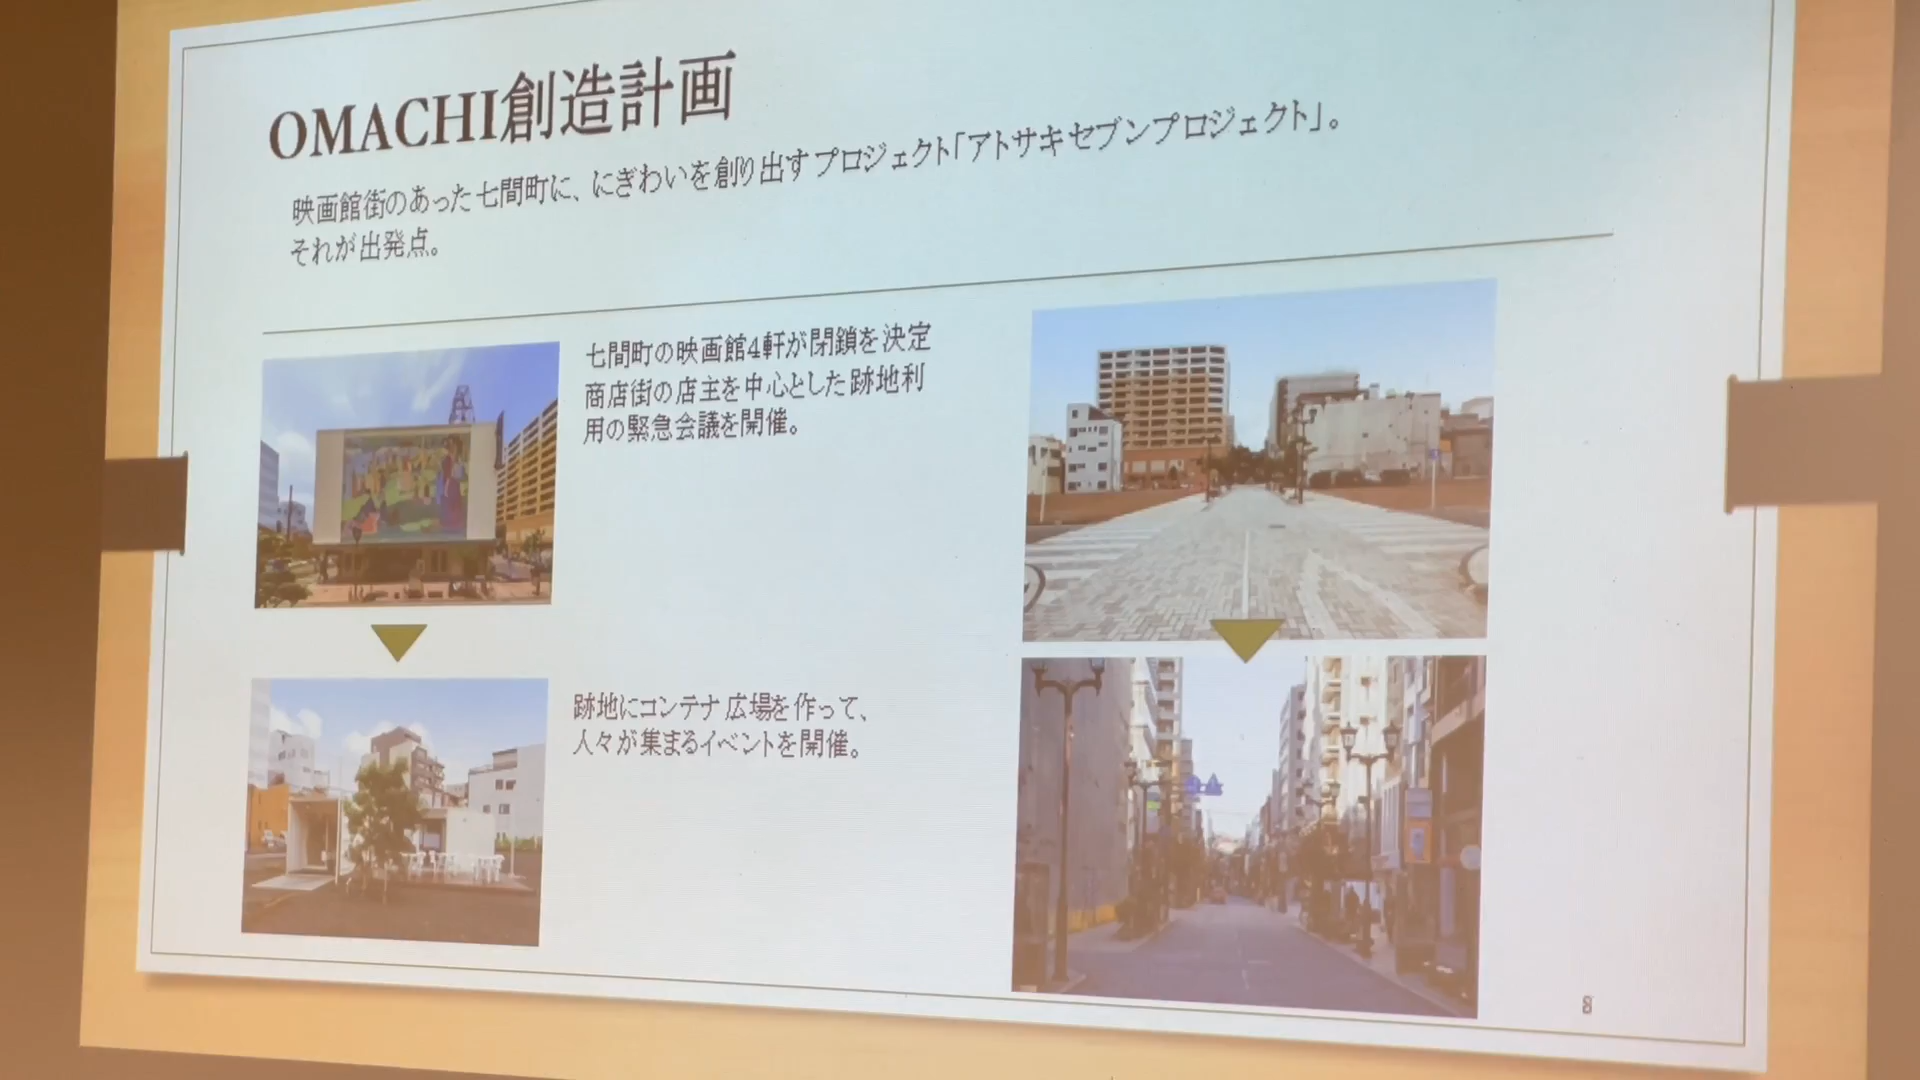 OMACHI創造計画
映画館街のあった七間町に、にぎわいを創り出すプロジェクト「アトサキセブンプロジェクト」。
それが出発点。
七間町の映画館4軒が閉鎖を決定
商店街の店主を中心とした跡地利
用の緊急会議を開催。
跡地にコンテナ広場を作って、
人々が集まるイベントを開催。
8